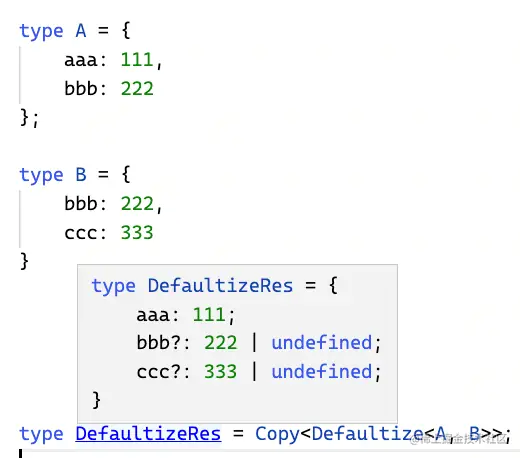 type A = {
    aaa: 111,
    bbb: 222
};
type B = {
    bbb: 222,
    ccc: 333
}
type DefaultizeRes = {
    aaa: 111;
    bbb?: 222 | undefined;
    ccc?: 333 | undefined;
}
type DefaultizeRes = Copy<Defaultize<A, B>>;
@稀土掘金技术社区